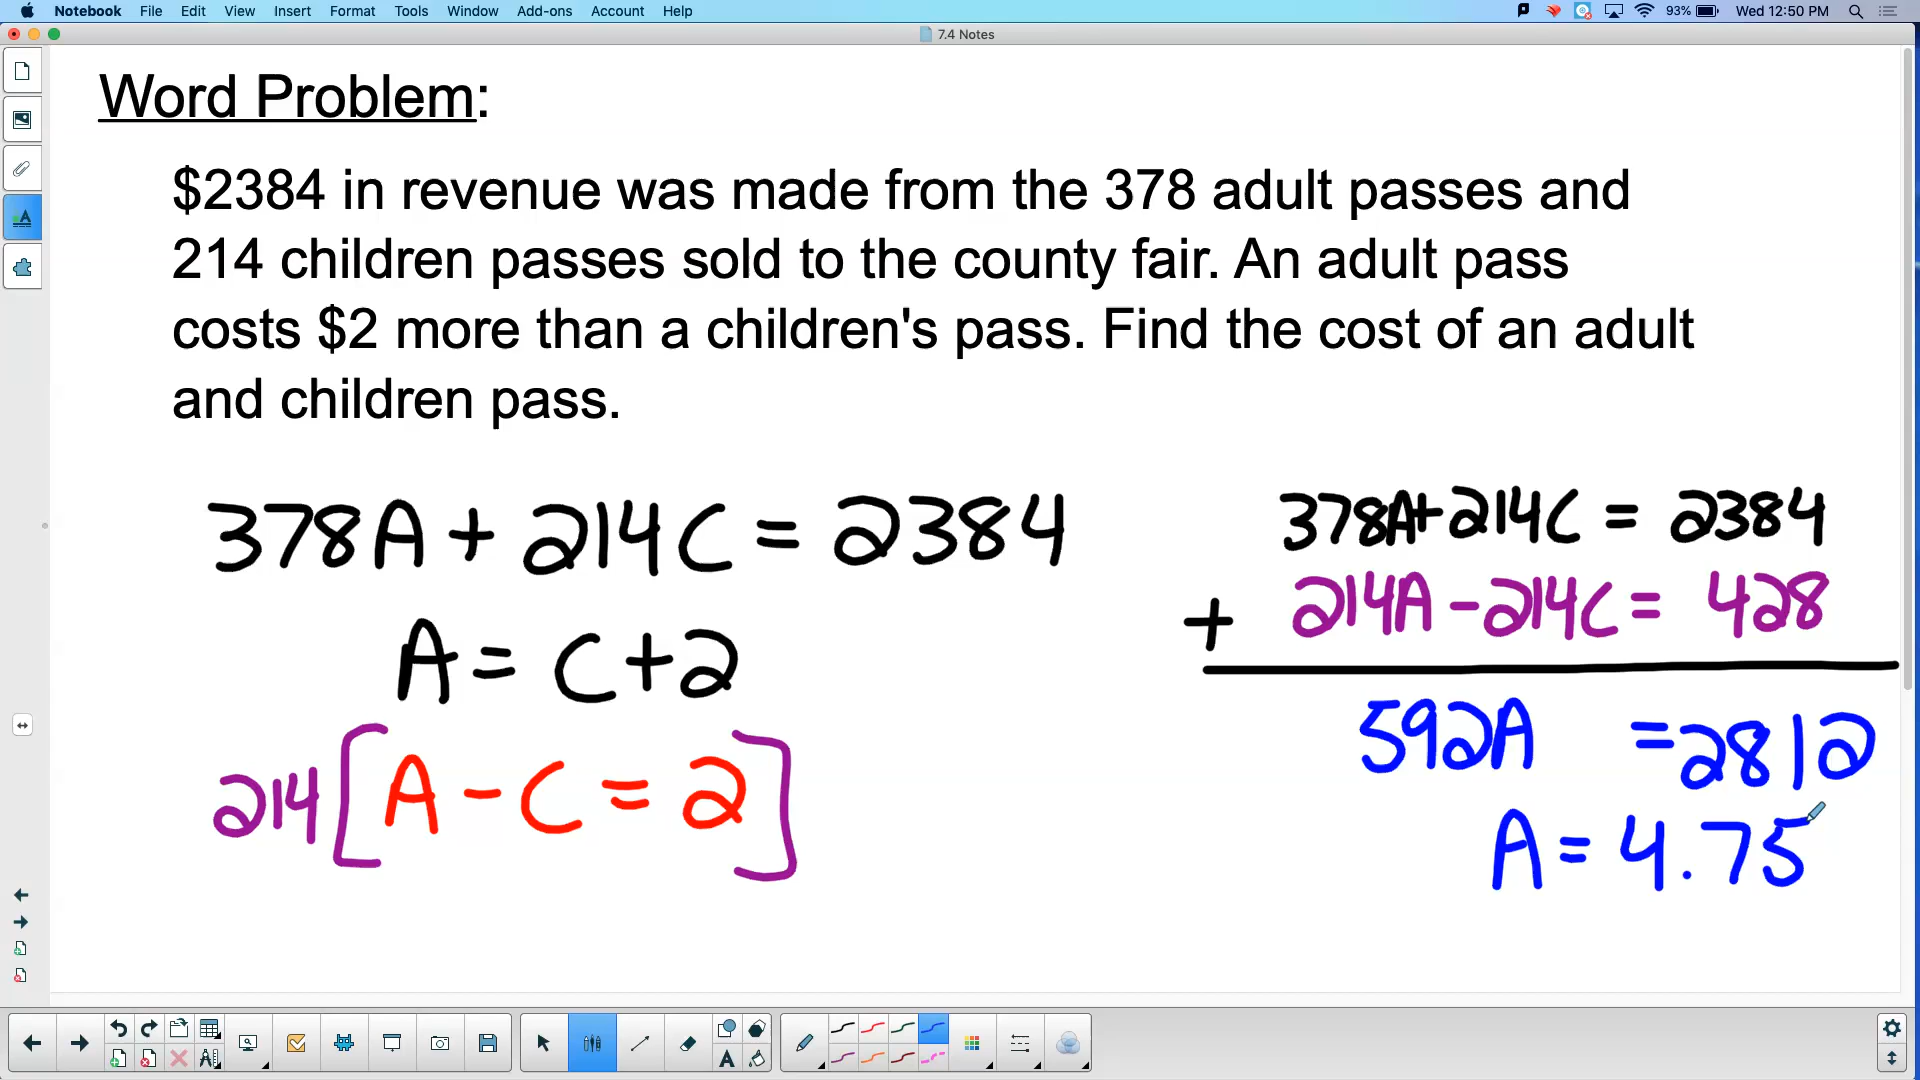 Notebook File Edit View Insert Format Tools Window Add-ons Account Help 93% Wed 12:50 PM
7.4 Notes
Word Problem:
$2384 in revenue was made from the 378 adult passes and
214 children passes sold to the county fair. An adult pass
costs $2 more than a children's pass. Find the cost of an adult
and children pass.
378A + 214C = 2384
A = C+2
214[A - C = 2]
378A+214C = 2384
+ 214A - 214C = 428
592A = 2812
A = 4.75